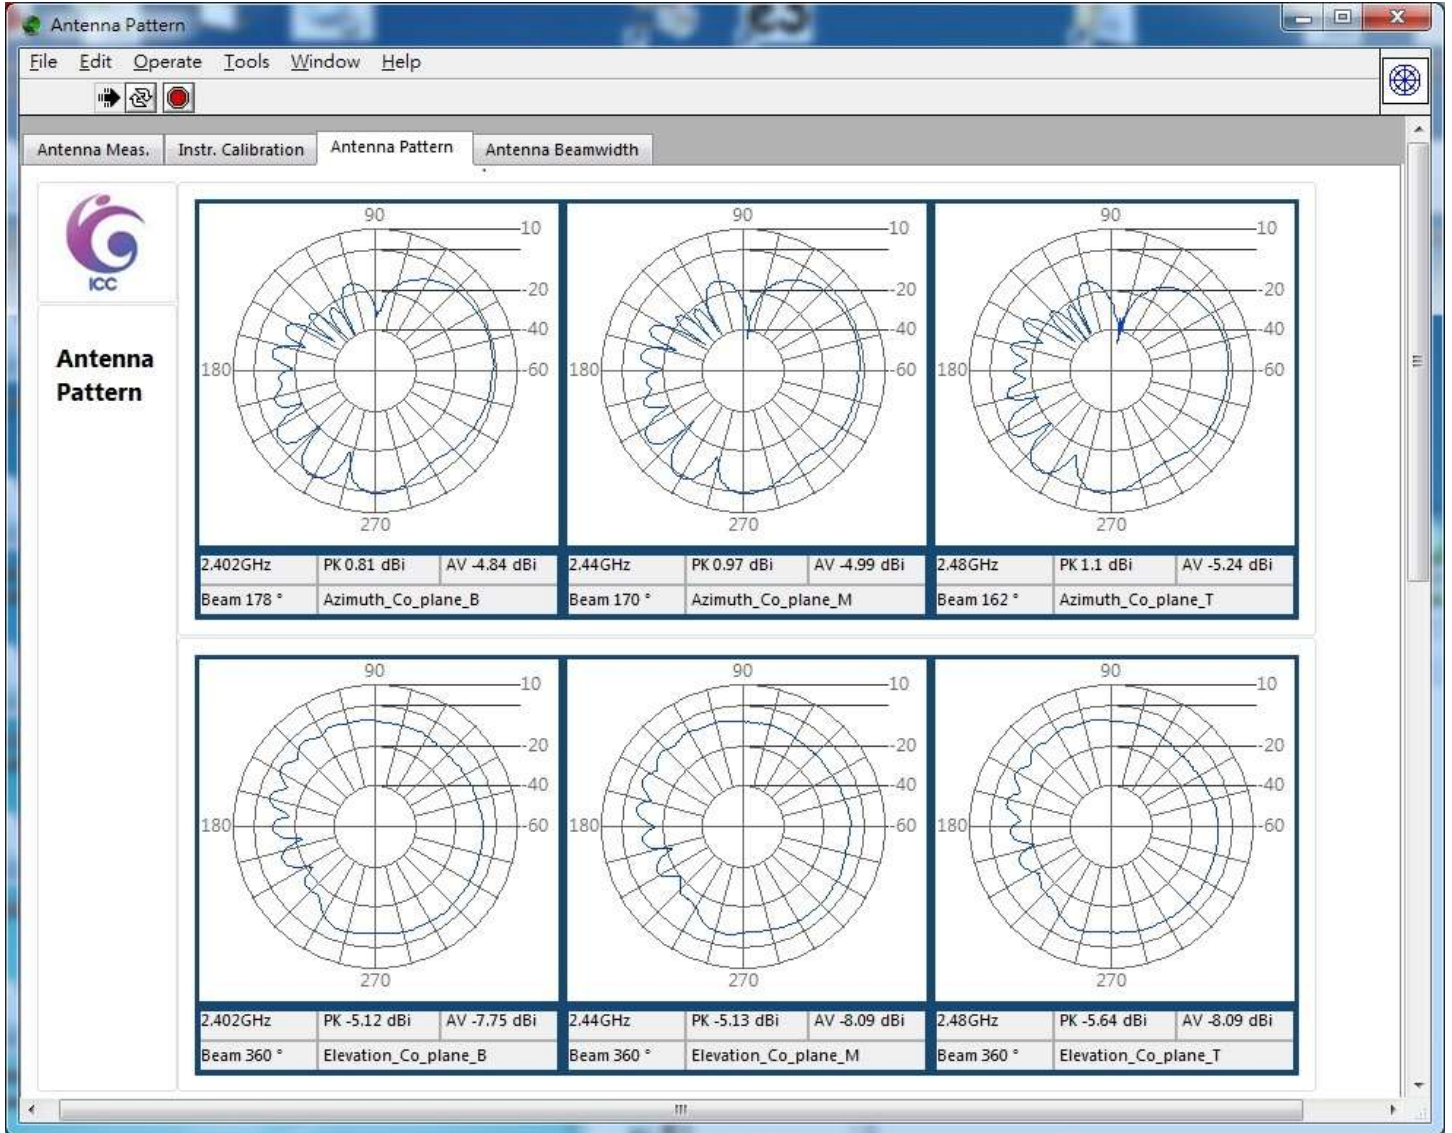 Antenna Pattern
File Edit Operate Tools Window Help
Antenna Meas. Instr. Calibration Antenna Pattern Antenna Beamwidth
ICC
Antenna
Pattern
90 90 90
10 10 10
-20 -20 -20
-40 -40 -40
180 -60 180 -60 180 -60
270 270 270
2.402GHz PK 0.81 dBi AV -4.84 dBi 2.44GHz PK 0.97 dBi AV -4.99 dBi 2.48GHz PK 1.1 dBi AV -5.24 dBi
Beam 178 ° Azimuth_Co_plane_B Beam 170 ° Azimuth_Co_plane_M Beam 162 ° Azimuth_Co_plane_T
90 90 90
10 10 10
-20 -20 -20
-40 -40 -40
180 -60 180 -60 180 -60
270 270 270
2.402GHz PK -5.12 dBi AV -7.75 dBi 2.44GHz PK -5.13 dBi AV -8.09 dBi 2.48GHz PK -5.64 dBi AV -8.09 dBi
Beam 360 ° Elevation_Co_plane_B Beam 360 ° Elevation_Co_plane_M Beam 360 ° Elevation_Co_plane_T